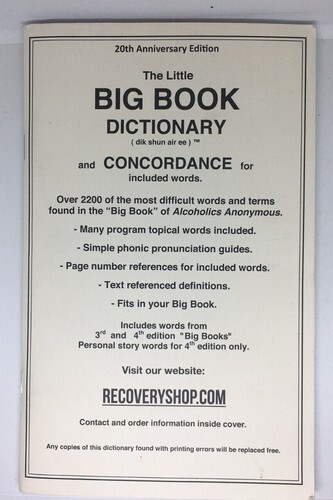 20th Anniversary Edition
The Little
BIG BOOK
DICTIONARY
( dik shun air ee ) ™
and CONCORDANCE for
included words.
Over 2200 of the most difficult words and terms
found in the "Big Book" of Alcoholics Anonymous.
- Many program topical words included.
- Simple phonic pronunciation guides.
- Page number references for included words.
- Text referenced definitions.
- Fits in your Big Book.
Includes words from
3rd and 4th edition "Big Books"
Personal story words for 4th edition only.
Visit our website:
RECOVERYSHOP.COM
Contact and order information inside cover.
Any copies of this dictionary found with printing errors will be replaced free.